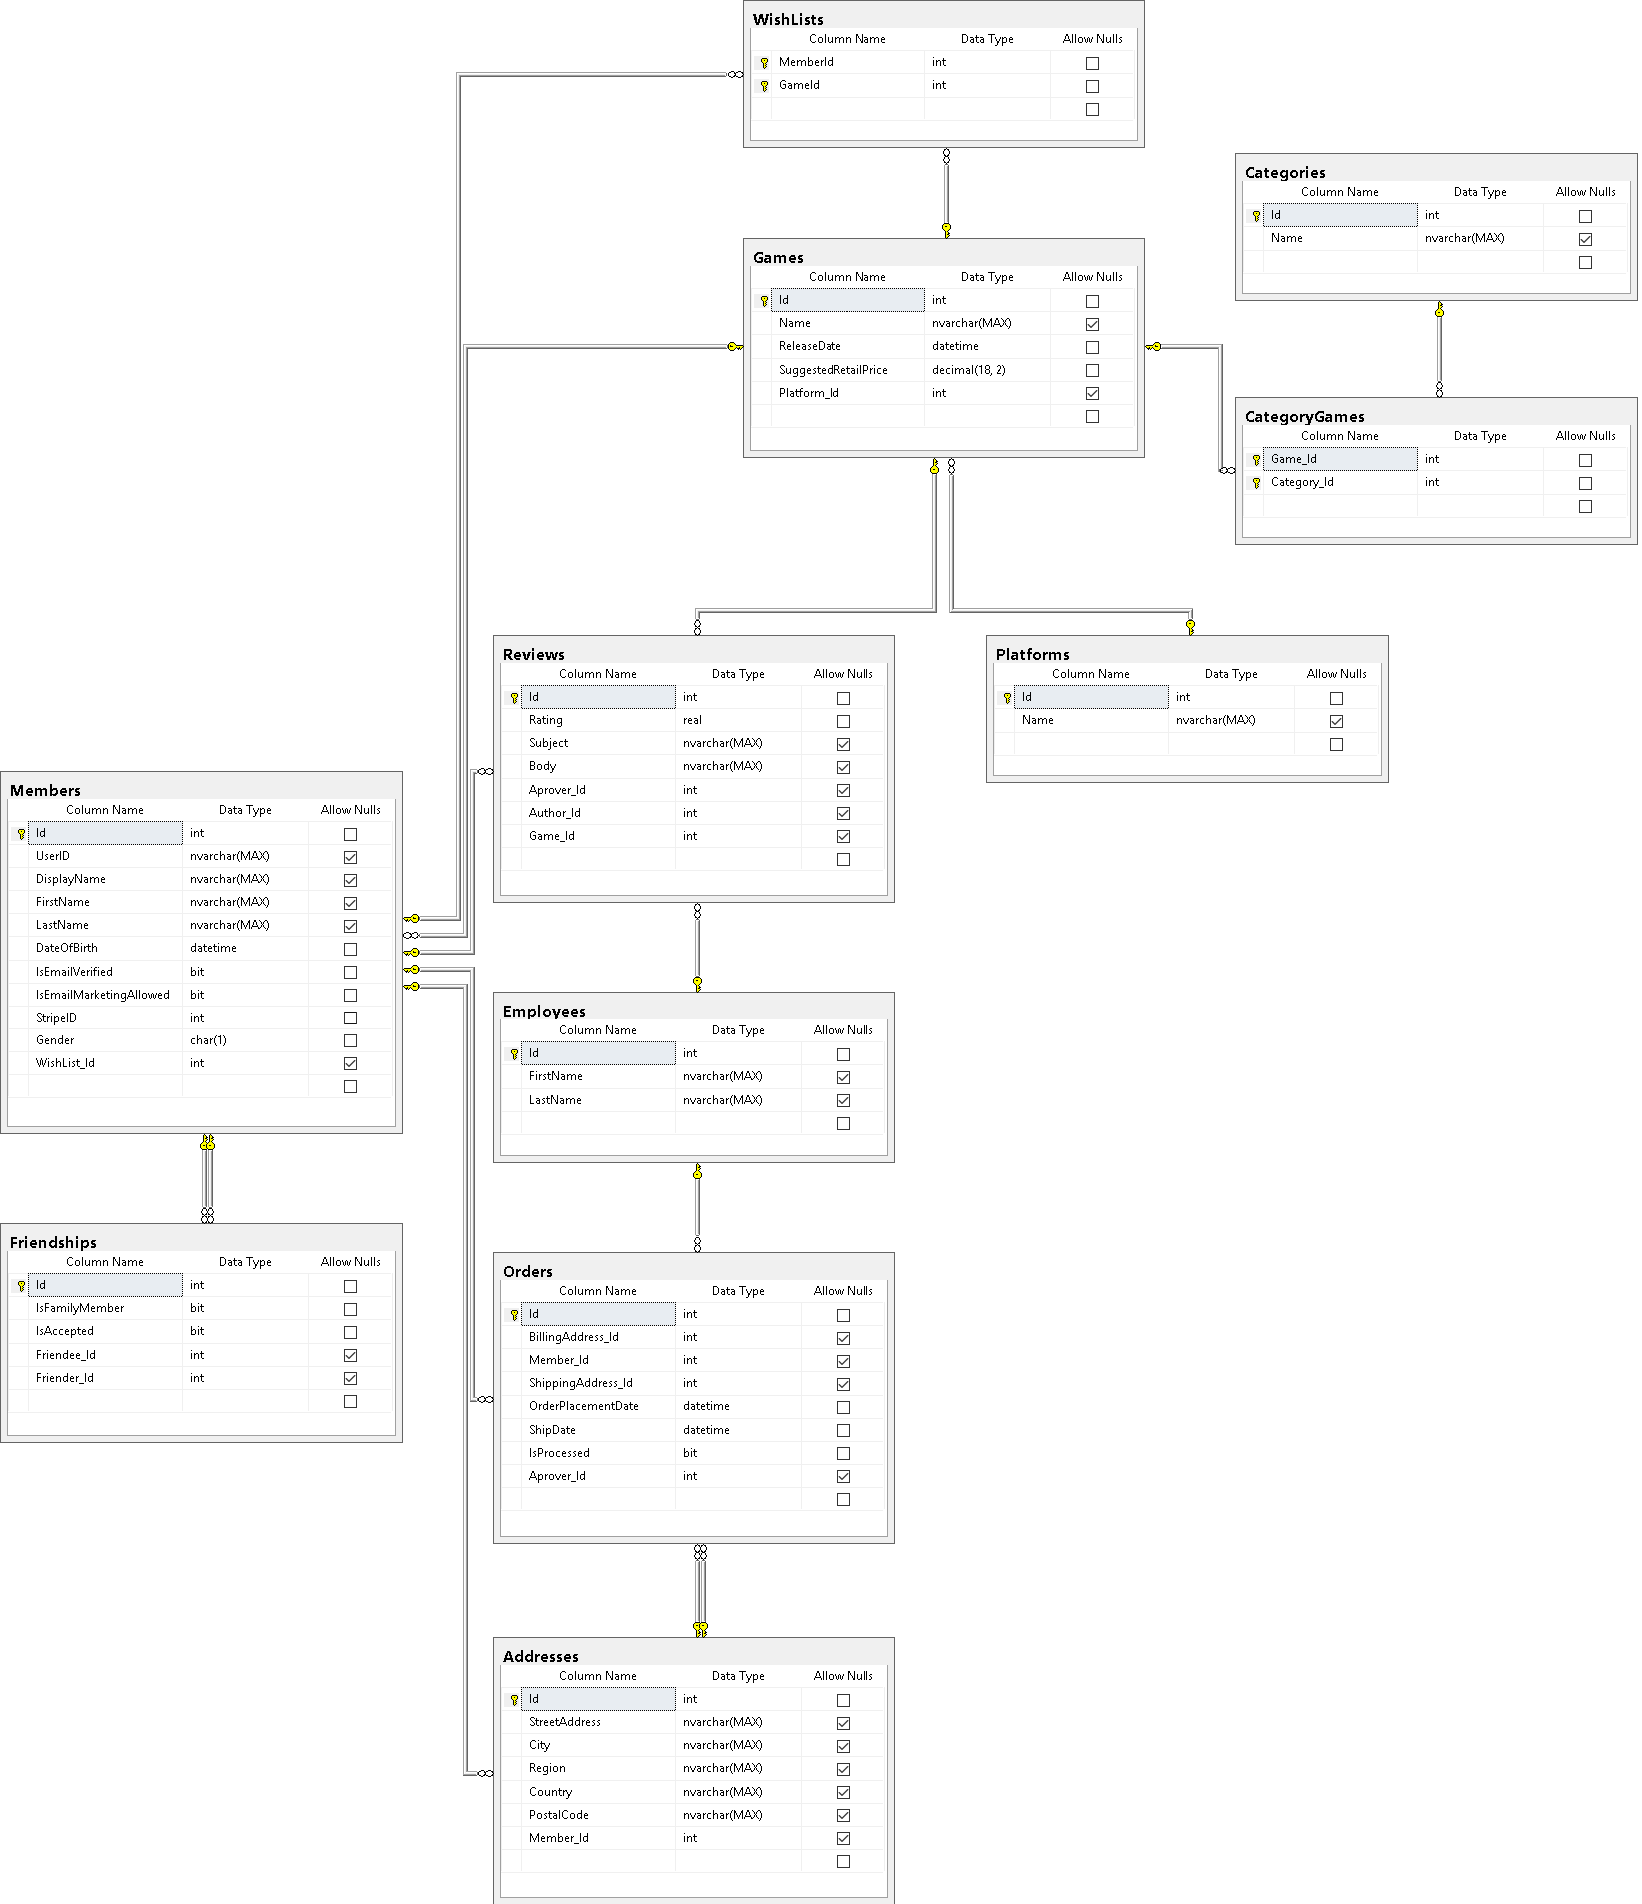 WishLists
Column Name Data Type Allow Nulls
MemberId int
GameId int
Categories
Column Name Data Type Allow Nulls
Id int
Name nvarchar(MAX)
Games
Column Name Data Type Allow Nulls
Id int
Name nvarchar(MAX)
ReleaseDate datetime
SuggestedRetailPrice decimal(18, 2)
Platform_Id int
CategoryGames
Column Name Data Type Allow Nulls
Game_Id int
Category_Id int
Reviews
Column Name Data Type Allow Nulls
Id int
Rating real
Subject nvarchar(MAX)
Body nvarchar(MAX)
Aprover_Id int
Author_Id int
Game_Id int
Platforms
Column Name Data Type Allow Nulls
Id int
Name nvarchar(MAX)
Members
Column Name Data Type Allow Nulls
Id int
UserID nvarchar(MAX)
DisplayName nvarchar(MAX)
FirstName nvarchar(MAX)
LastName nvarchar(MAX)
DateOfBirth datetime
IsEmailVerified bit
IsEmailMarketingAllowed bit
StripeID int
Gender char(1)
WishList_Id int
Employees
Column Name Data Type Allow Nulls
Id int
FirstName nvarchar(MAX)
LastName nvarchar(MAX)
Friendships
Column Name Data Type Allow Nulls
Id int
IsFamilyMember bit
IsAccepted bit
Friendee_Id int
Friender_Id int
Orders
Column Name Data Type Allow Nulls
Id int
BillingAddress_Id int
Member_Id int
ShippingAddress_Id int
OrderPlacementDate datetime
ShipDate datetime
IsProcessed bit
Aprover_Id int
Addresses
Column Name Data Type Allow Nulls
Id int
StreetAddress nvarchar(MAX)
City nvarchar(MAX)
Region nvarchar(MAX)
Country nvarchar(MAX)
PostalCode nvarchar(MAX)
Member_Id int